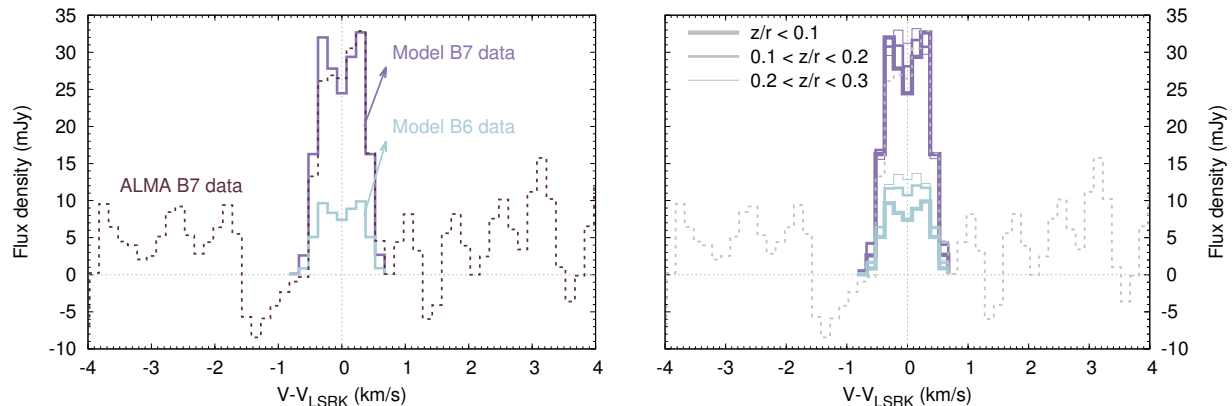 35
30
25
20
15
10
5
0
-5
-10
Flux density (mJy)
Model B7 data
Model B6 data
ALMA B7 data
-4 -3 -2 -1 0 1 2 3 4
V-V_LSRK (km/s)
z/r < 0.1
0.1 < z/r < 0.2
0.2 < z/r < 0.3
35
30
25
20
15
10
5
0
-5
-10
Flux density (mJy)
-4 -3 -2 -1 0 1 2 3 4
V-V_LSRK (km/s)